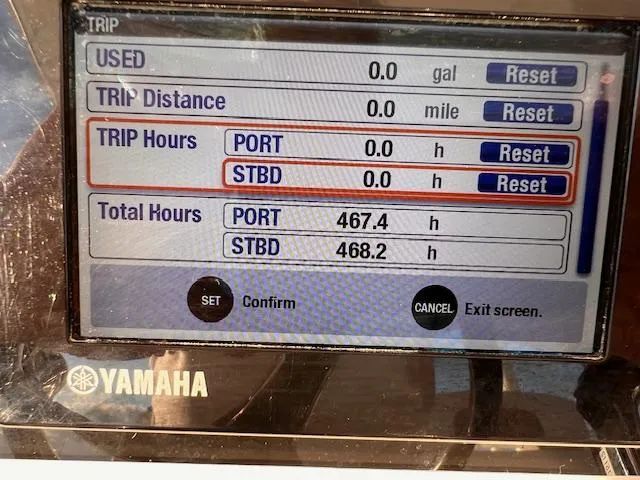 TRIP
USED 0.0 gal Reset
TRIP Distance 0.0 mile Reset
TRIP Hours PORT 0.0 h Reset
STBD 0.0 h Reset
Total Hours PORT 467.4 h
STBD 468.2 h
SET Confirm CANCEL Exit screen.
YAMAHA